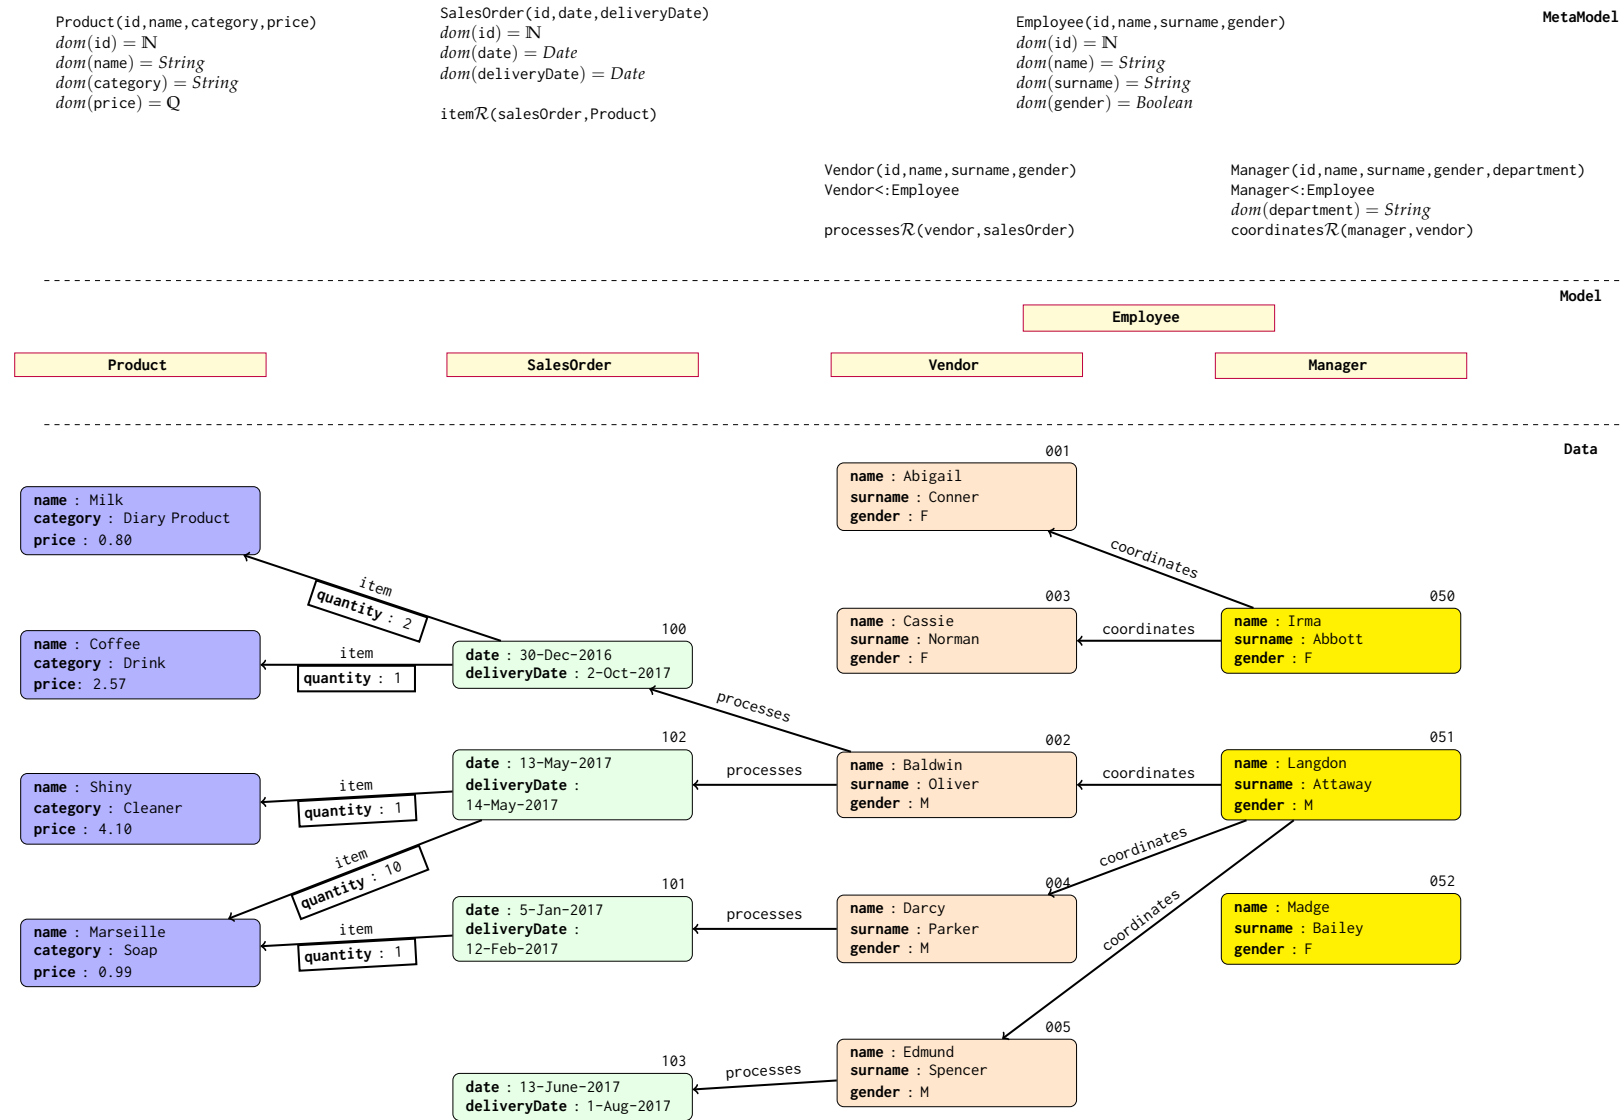 Product(id,name,category,price)
dom(id) = ℕ
dom(name) = String
dom(category) = String
dom(price) = ℚ
SalesOrder(id,date,deliveryDate)
dom(id) = ℕ
dom(date) = Date
dom(deliveryDate) = Date
itemℛ(salesOrder,Product)
Employee(id,name,surname,gender)
dom(id) = ℕ
dom(name) = String
dom(surname) = String
dom(gender) = Boolean
MetaModel
Vendor(id,name,surname,gender)
Vendor<:Employee
processesℛ(vendor,salesOrder)
Manager(id,name,surname,gender,department)
Manager<:Employee
dom(department) = String
coordinatesℛ(manager,vendor)
Model
Employee
Product
SalesOrder
Vendor
Manager
Data
name : Milk
category : Diary Product
price : 0.80
name : Coffee
category : Drink
price: 2.57
name : Shiny
category : Cleaner
price : 4.10
name : Marseille
category : Soap
price : 0.99
item
quantity : 2
item
quantity : 1
item
quantity : 1
item
quantity : 10
item
quantity : 1
100
date : 30-Dec-2016
deliveryDate : 2-Oct-2017
102
date : 13-May-2017
deliveryDate :
14-May-2017
101
date : 5-Jan-2017
deliveryDate :
12-Feb-2017
103
date : 13-June-2017
deliveryDate : 1-Aug-2017
processes
processes
processes
processes
001
name : Abigail
surname : Conner
gender : F
003
name : Cassie
surname : Norman
gender : F
002
name : Baldwin
surname : Oliver
gender : M
004
name : Darcy
surname : Parker
gender : M
005
name : Edmund
surname : Spencer
gender : M
coordinates
coordinates
coordinates
coordinates
coordinates
050
name : Irma
surname : Abbott
gender : F
051
name : Langdon
surname : Attaway
gender : M
052
name : Madge
surname : Bailey
gender : F